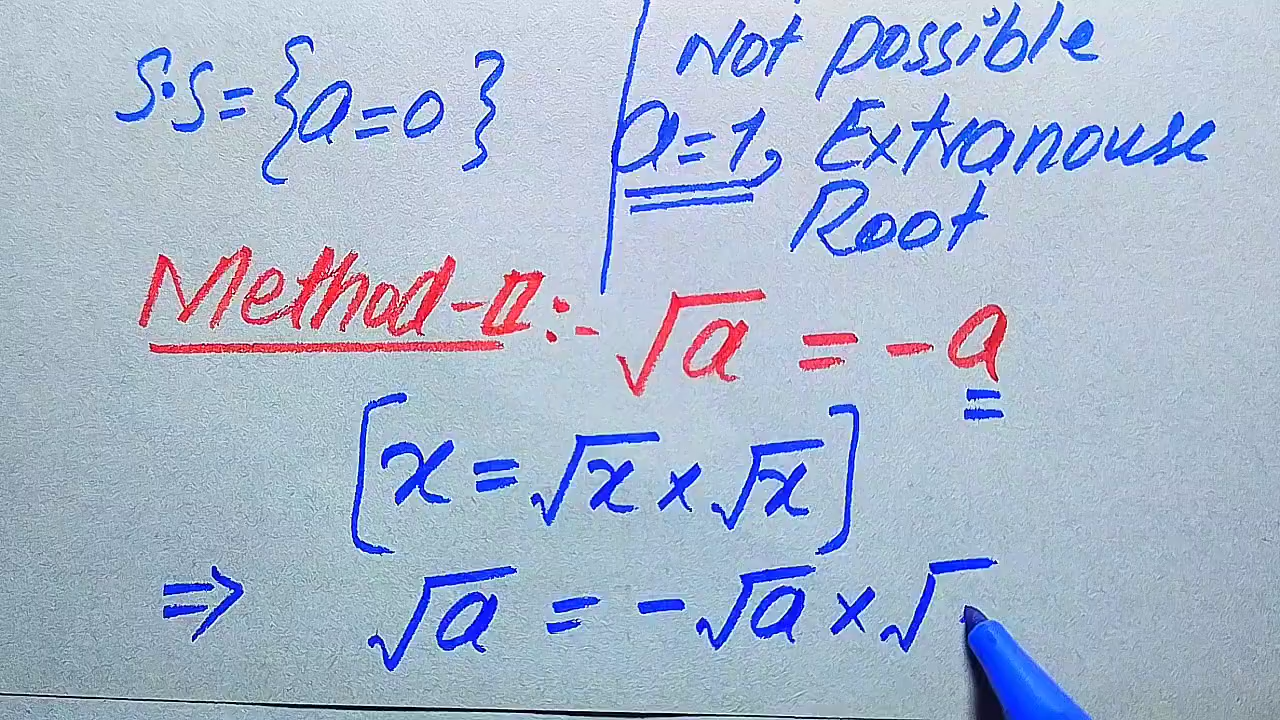 S.S = {a=0}
Not possible
a=1, Extranouse
Root
Method-II:- √a = -a
[x = √x × √x]
⇒ √a = -√a × √